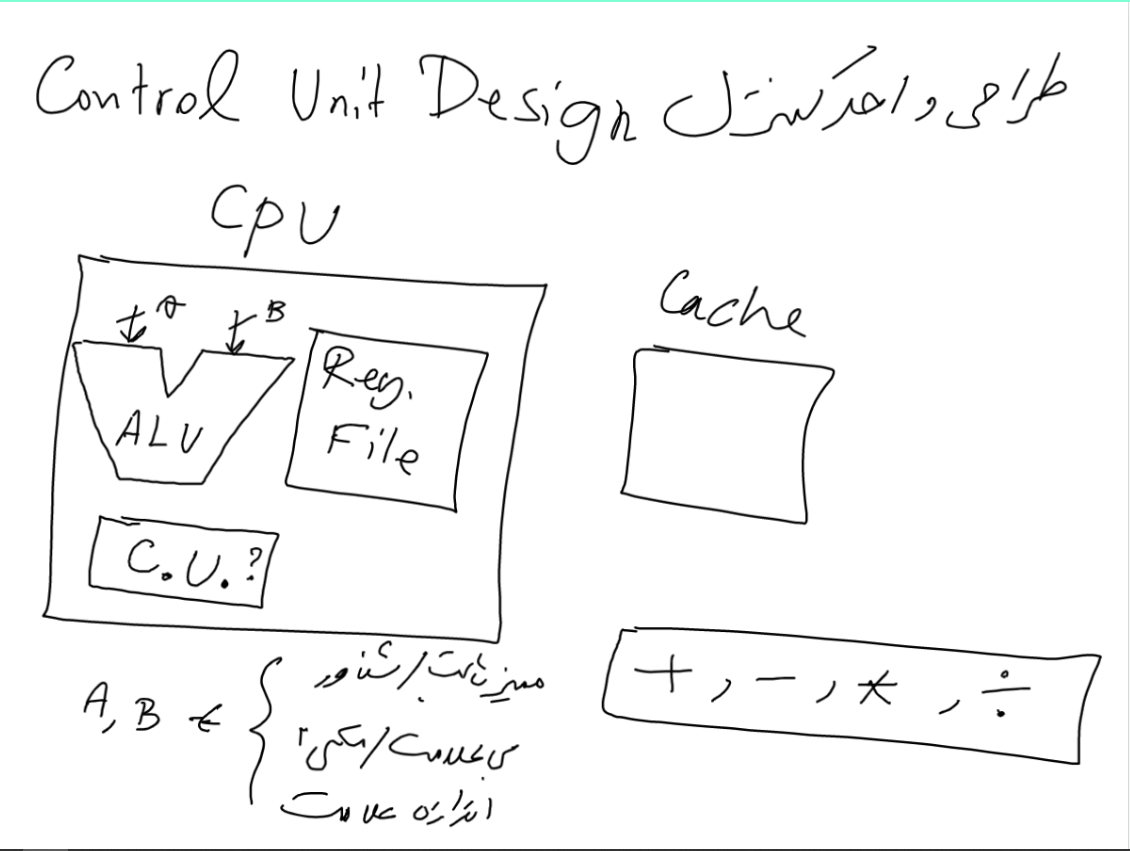 Control Unit Design طراحی واحد کنترل
CPU
Cache
A B
ALU
Reg.
File
C.U.?
A, B ∈ { ممیز ثابت / شناور
بی علامت / مکمل ۲
اندازه علامت
+ , - , * , ÷